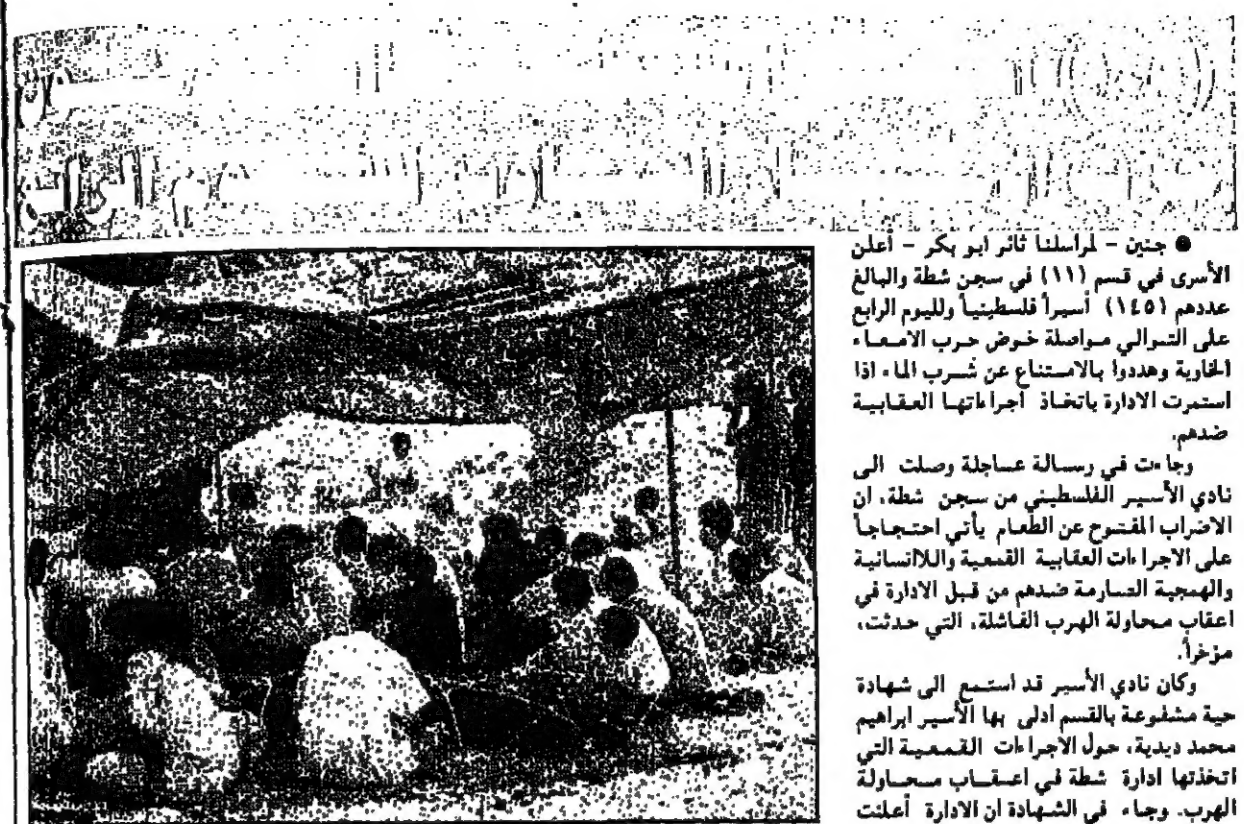 ● جنين - لمراسلنا ثائر ابو بكر - أعلن
الأسرى في قسم (١١) في سجن شطة والبالغ
عددهم (١٤٥) أسيراً فلسطينياً ولليوم الرابع
على التوالي مواصلة خوض حرب الامعاء
الخاوية وهددوا بالامتناع عن شرب الماء اذا
استمرت الادارة باتخاذ أجراءاتها العقابية
ضدهم.
وجاءت في رسالة عساجلة وصلت الى
نادي الأسير الفلسطيني من سجن شطة، ان
الاضراب المفتوح عن الطعام يأتي احتجاجاً
على الاجراءات العقابية القمعية واللاانسانية
والهمجية التسارمة ضدهم من قبل الادارة في
اعقاب محاولة الهرب الفاشلة، التي حدثت،
مؤخراً.
وكان نادي الأسير قد استمع الى شهادة
حية مشفوعة بالقسم ادلى بها الأسير ابراهيم
محمد ديدية، حول الاجراءات القمعية التي
اتخذتها ادارة شطة في اعقاب محاولة
الهرب. وجاء في الشهادة ان الادارة أعلنت